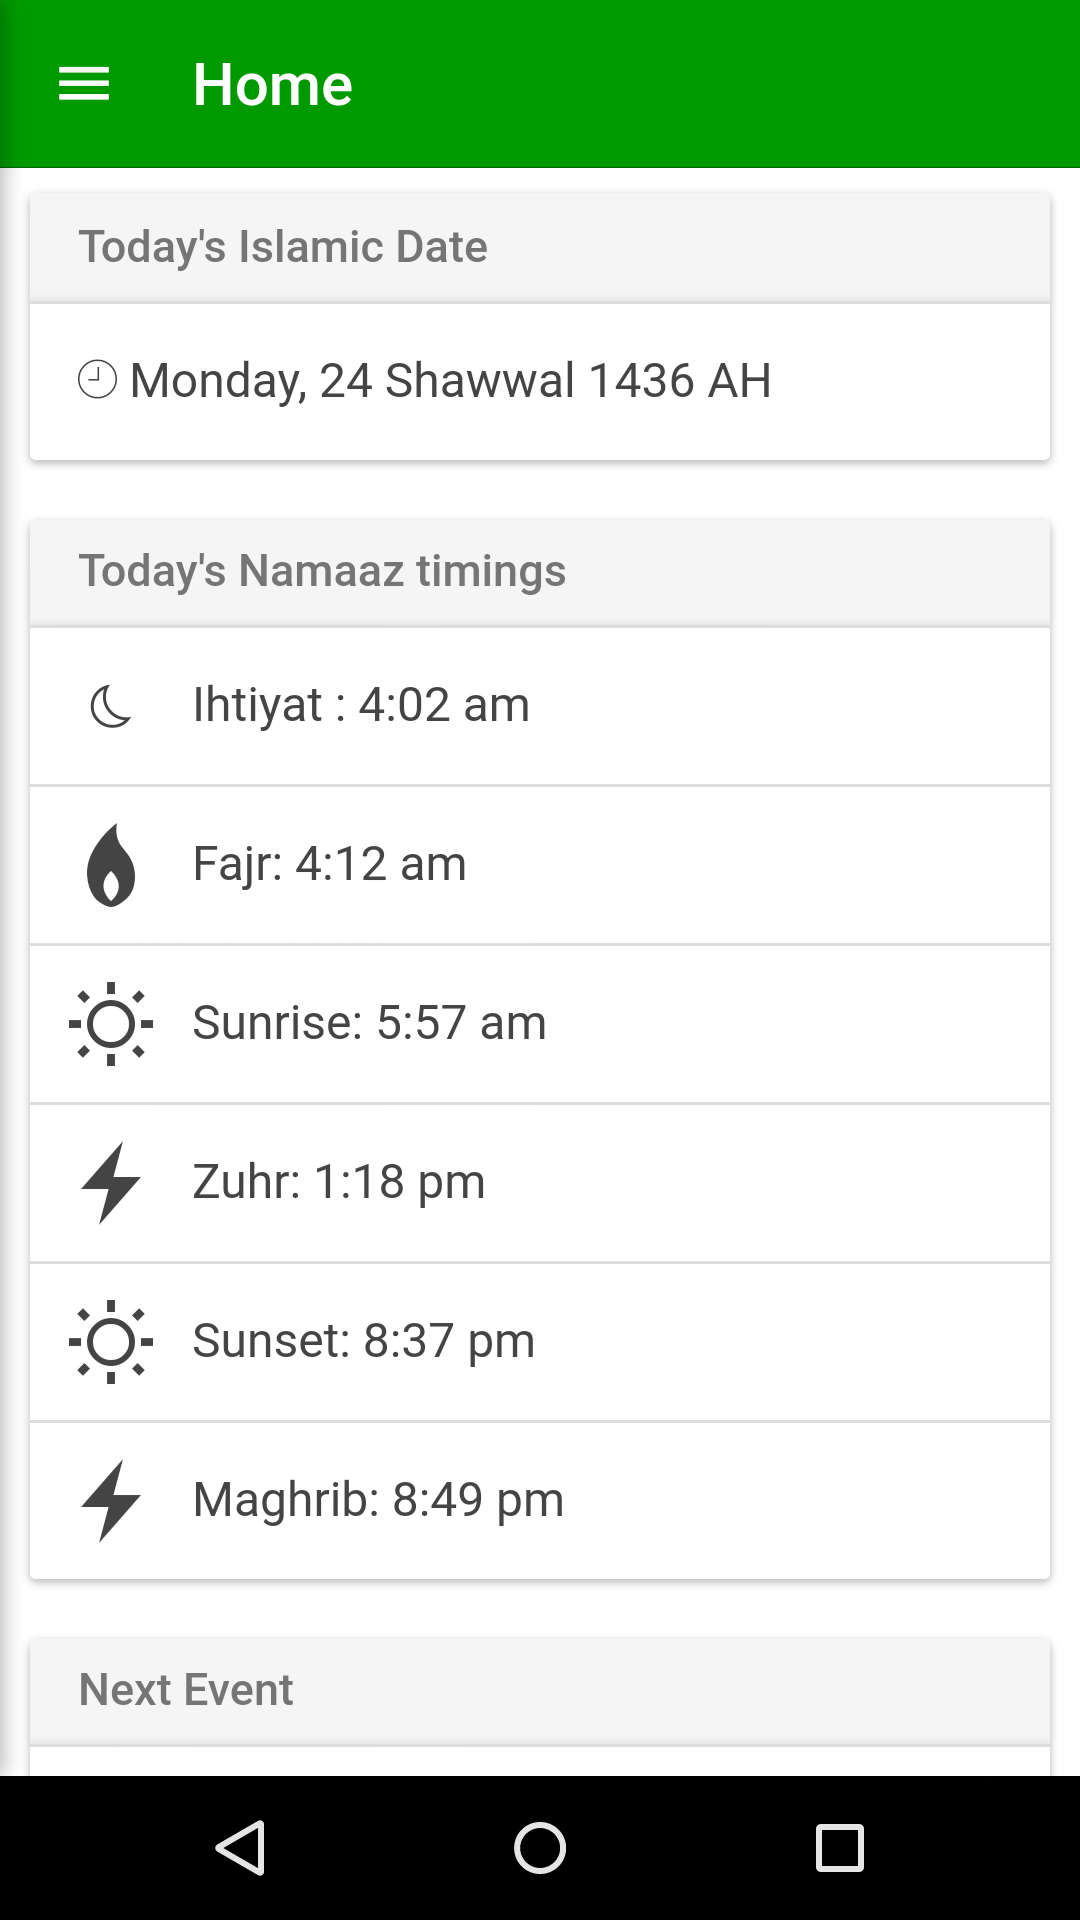 Home
Today's Islamic Date
Monday, 24 Shawwal 1436 AH
Today's Namaaz timings
Ihtiyat : 4:02 am
Fajr: 4:12 am
Sunrise: 5:57 am
Zuhr: 1:18 pm
Sunset: 8:37 pm
Maghrib: 8:49 pm
Next Event